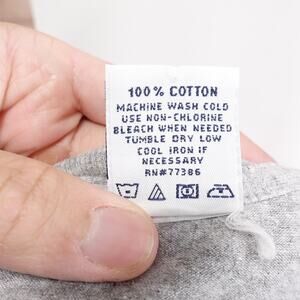 100% COTTON
MACHINE WASH COLD
USE NON-CHLORINE
BLEACH WHEN NEEDED
TUMBLE DRY LOW
COOL IRON IF
NECESSARY
RN#77386